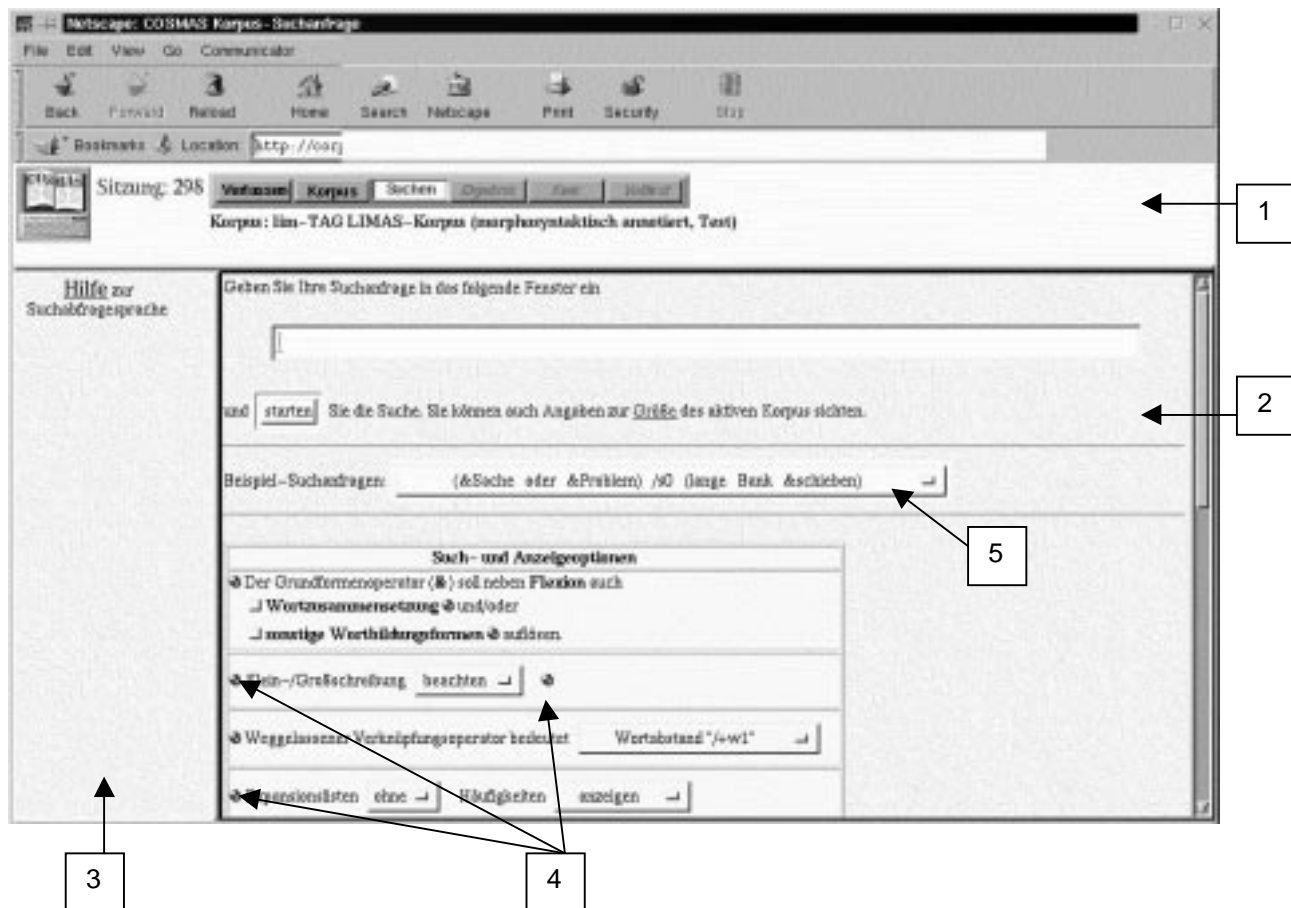 Netscape: COSMAS Korpus-Suchanfrage
File Edit View Go Communicator
Back Forward Reload Home Search Netscape Print Security Stop
Bookmarks Location: http://corp
Sitzung: 298 Verfassen Korpus Suchen Ergebnis Kwic Volltext
Korpus: lim-TAG LIMAS-Korpus (morphosyntaktisch annotiert, Test)
1
Hilfe zur
Suchabfragesprache
Geben Sie Ihre Suchanfrage in das folgende Fenster ein
und starten Sie die Suche. Sie können auch Angaben zur Größe des aktiven Korpus sichten.
2
Beispiel-Suchanfragen: (&Sache oder &Problem) /s0 (lange Bank &schieben)
5
Such- und Anzeigeoptionen
Der Grundformenoperator (&) soll neben Flexion auch
Wortzusammensetzung und/oder
sonstige Wortbildungsformen auflösen.
Klein-/Großschreibung beachten
Weggelassener Verknüpfungsoperator bedeutet Wortabstand "/+w1"
Expansionslisten ohne Häufigkeiten anzeigen
3
4